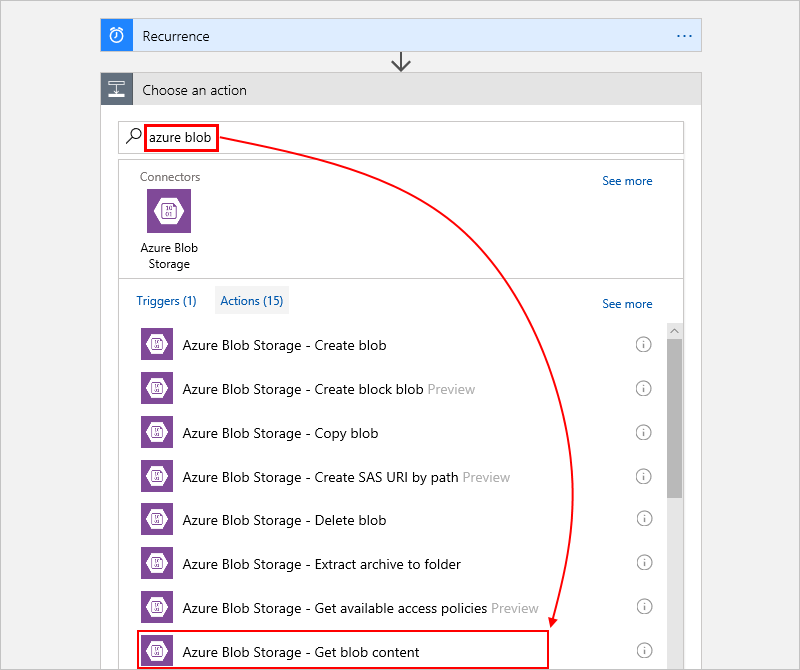 Recurrence
...
Choose an action
azure blob
Connectors
See more
Azure Blob
Storage
Triggers (1) Actions (15)
See more
Azure Blob Storage - Create blob
Azure Blob Storage - Create block blob Preview
Azure Blob Storage - Copy blob
Azure Blob Storage - Create SAS URI by path Preview
Azure Blob Storage - Delete blob
Azure Blob Storage - Extract archive to folder
Azure Blob Storage - Get available access policies Preview
Azure Blob Storage - Get blob content